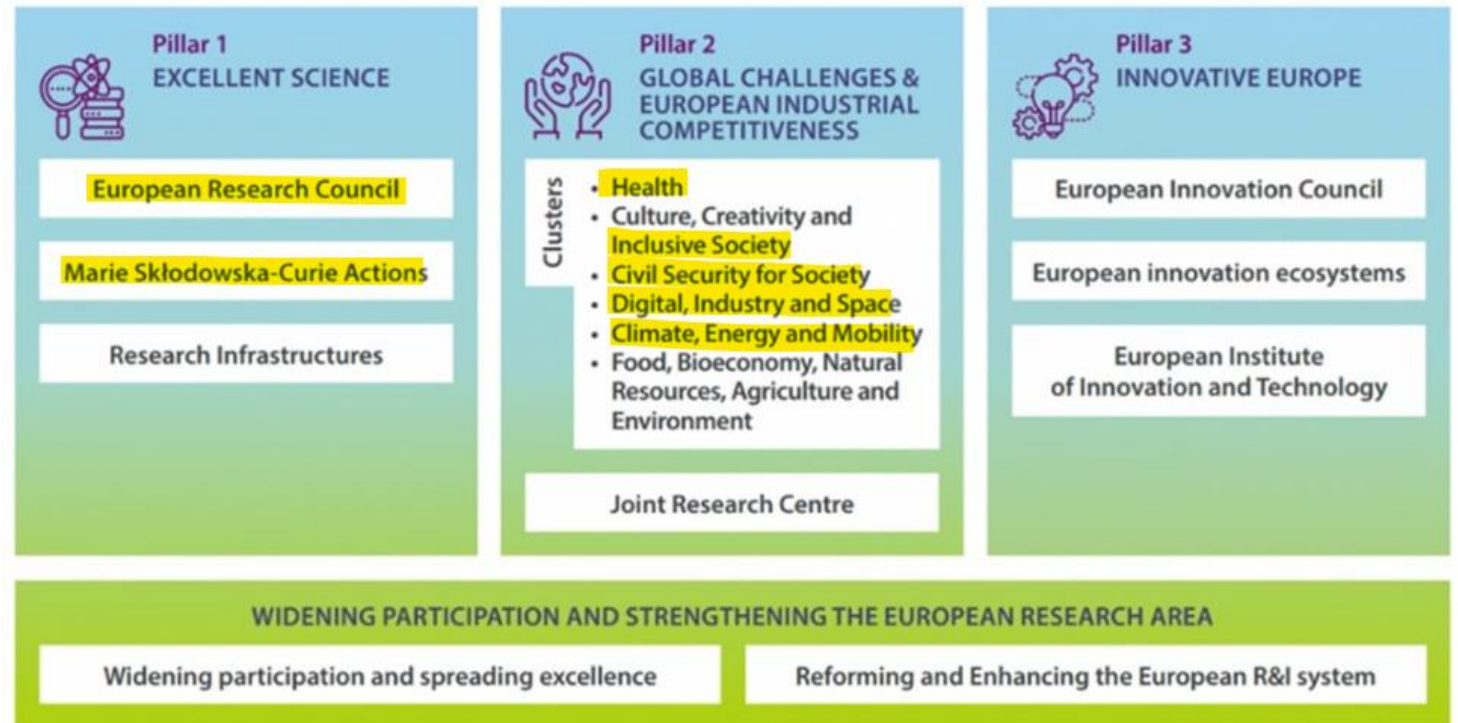 Pillar 1
EXCELLENT SCIENCE
European Research Council
Marie Skłodowska-Curie Actions
Research Infrastructures
Pillar 2
GLOBAL CHALLENGES &
EUROPEAN INDUSTRIAL
COMPETITIVENESS
Clusters
• Health
• Culture, Creativity and
Inclusive Society
• Civil Security for Society
• Digital, Industry and Space
• Climate, Energy and Mobility
• Food, Bioeconomy, Natural
Resources, Agriculture and
Environment
Joint Research Centre
Pillar 3
INNOVATIVE EUROPE
European Innovation Council
European innovation ecosystems
European Institute
of Innovation and Technology
WIDENING PARTICIPATION AND STRENGTHENING THE EUROPEAN RESEARCH AREA
Widening participation and spreading excellence
Reforming and Enhancing the European R&I system